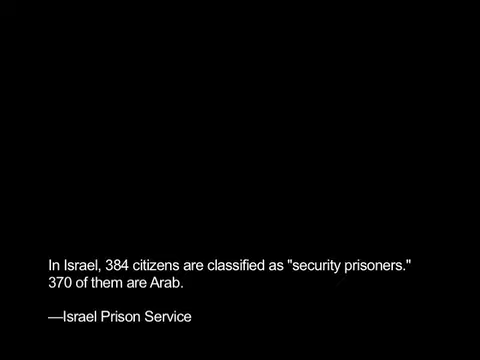 In Israel, 384 citizens are classified as "security prisoners."
370 of them are Arab.
—Israel Prison Service